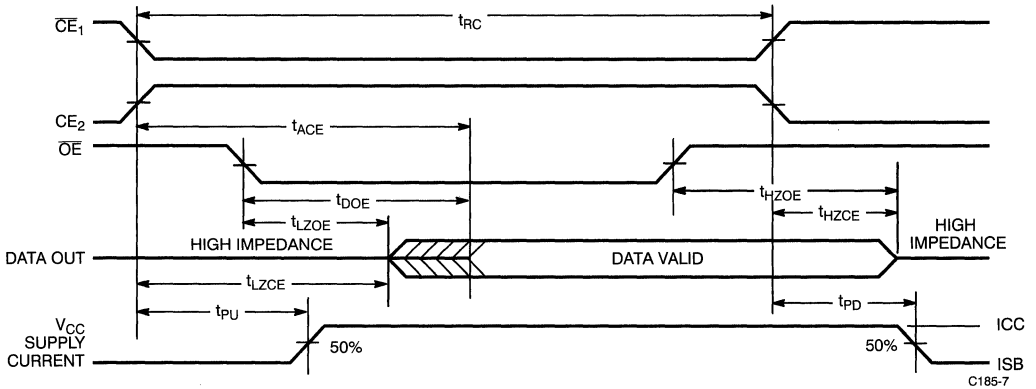 CE1
tRC
CE2
tACE
OE
tDOE
tHZOE
tLZOE
tHZCE
HIGH IMPEDANCE
HIGH
IMPEDANCE
DATA OUT
DATA VALID
tLZCE
tPU
tPD
VCC
SUPPLY
CURRENT
50%
50%
ICC
ISB
C185-7